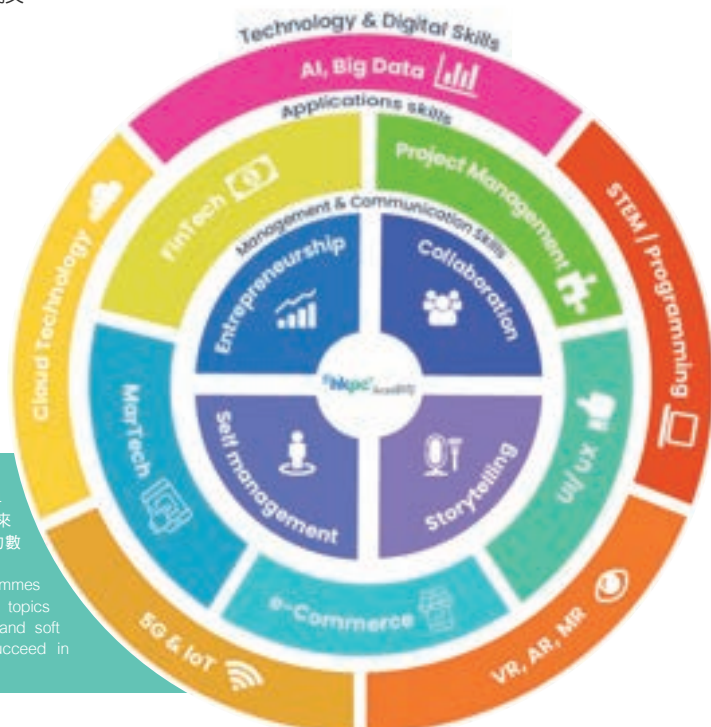 Technology & Digital Skills
AI, Big Data
Applications skills
FinTech
Project Management
Management & Communication Skills
Entrepreneurship
Collaboration
Cloud Technology
STEM / Programming
MarTech
UI/UX
hkpc
Self management
Storytelling
e-Commerce
5G & IoT
VR, AR, MR
來
數
mmes
topics
and soft
ucceed in